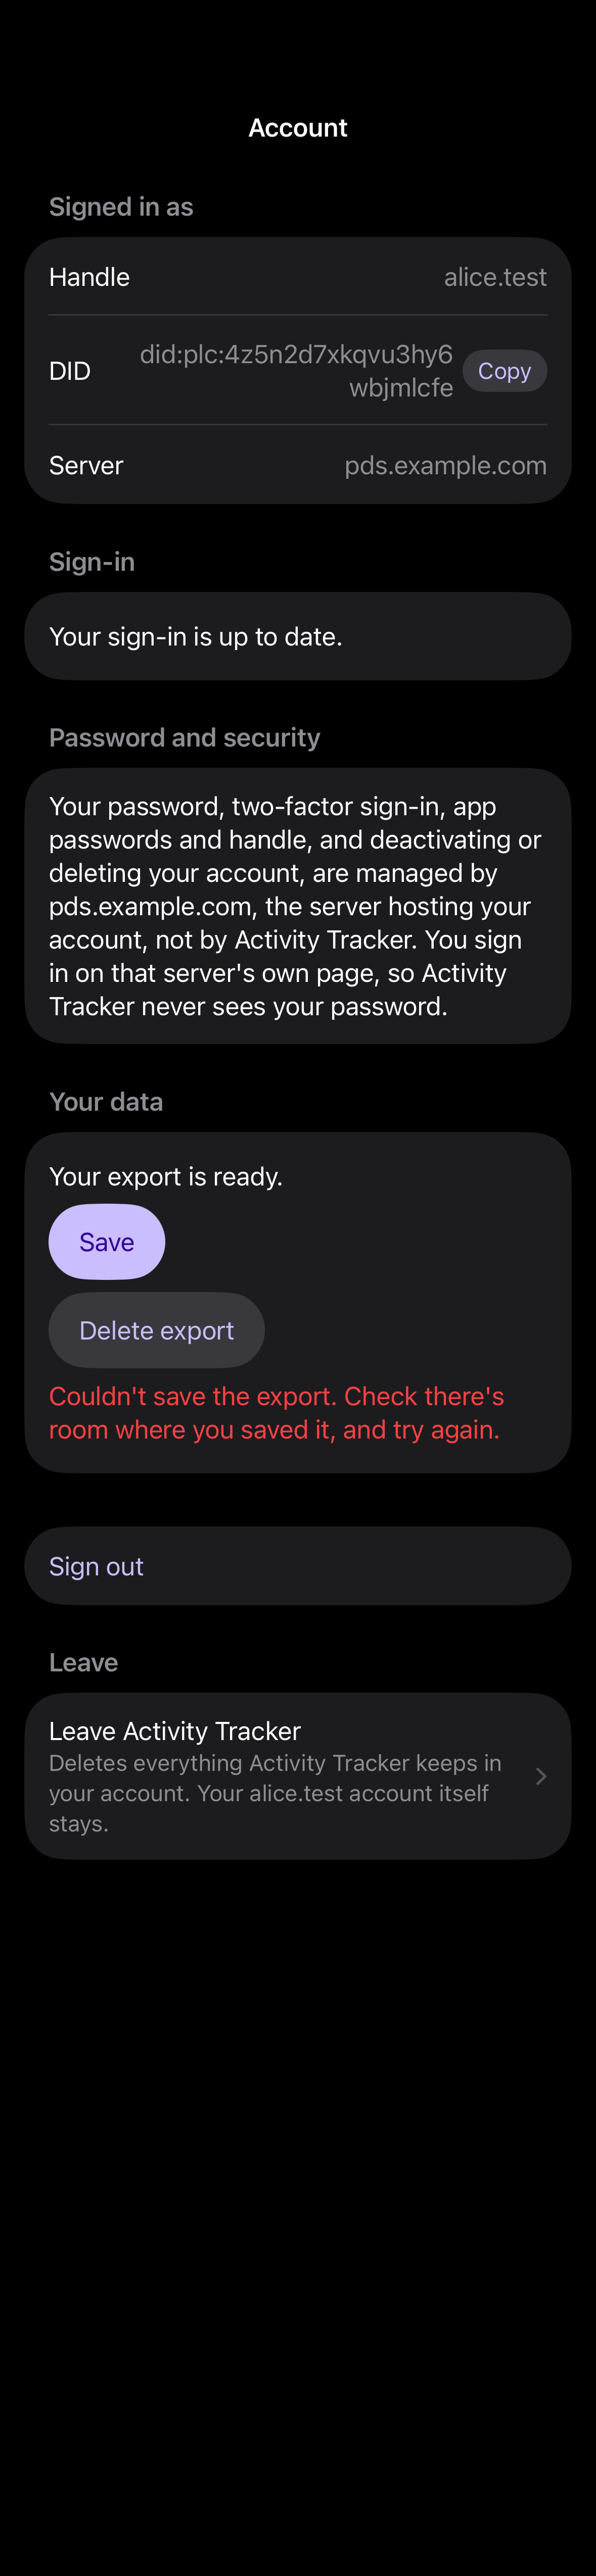 Account
Signed in as
Handle
alice.test
DID
did:plc:4z5n2d7xkqvu3hy6
wbjmlcfe
Copy
Server
pds.example.com
Sign-in
Your sign-in is up to date.
Password and security
Your password, two-factor sign-in, app
passwords and handle, and deactivating or
deleting your account, are managed by
pds.example.com, the server hosting your
account, not by Activity Tracker. You sign
in on that server's own page, so Activity
Tracker never sees your password.
Your data
Your export is ready.
Save
Delete export
Couldn't save the export. Check there's
room where you saved it, and try again.
Sign out
Leave
Leave Activity Tracker
Deletes everything Activity Tracker keeps in
your account. Your alice.test account itself
stays.